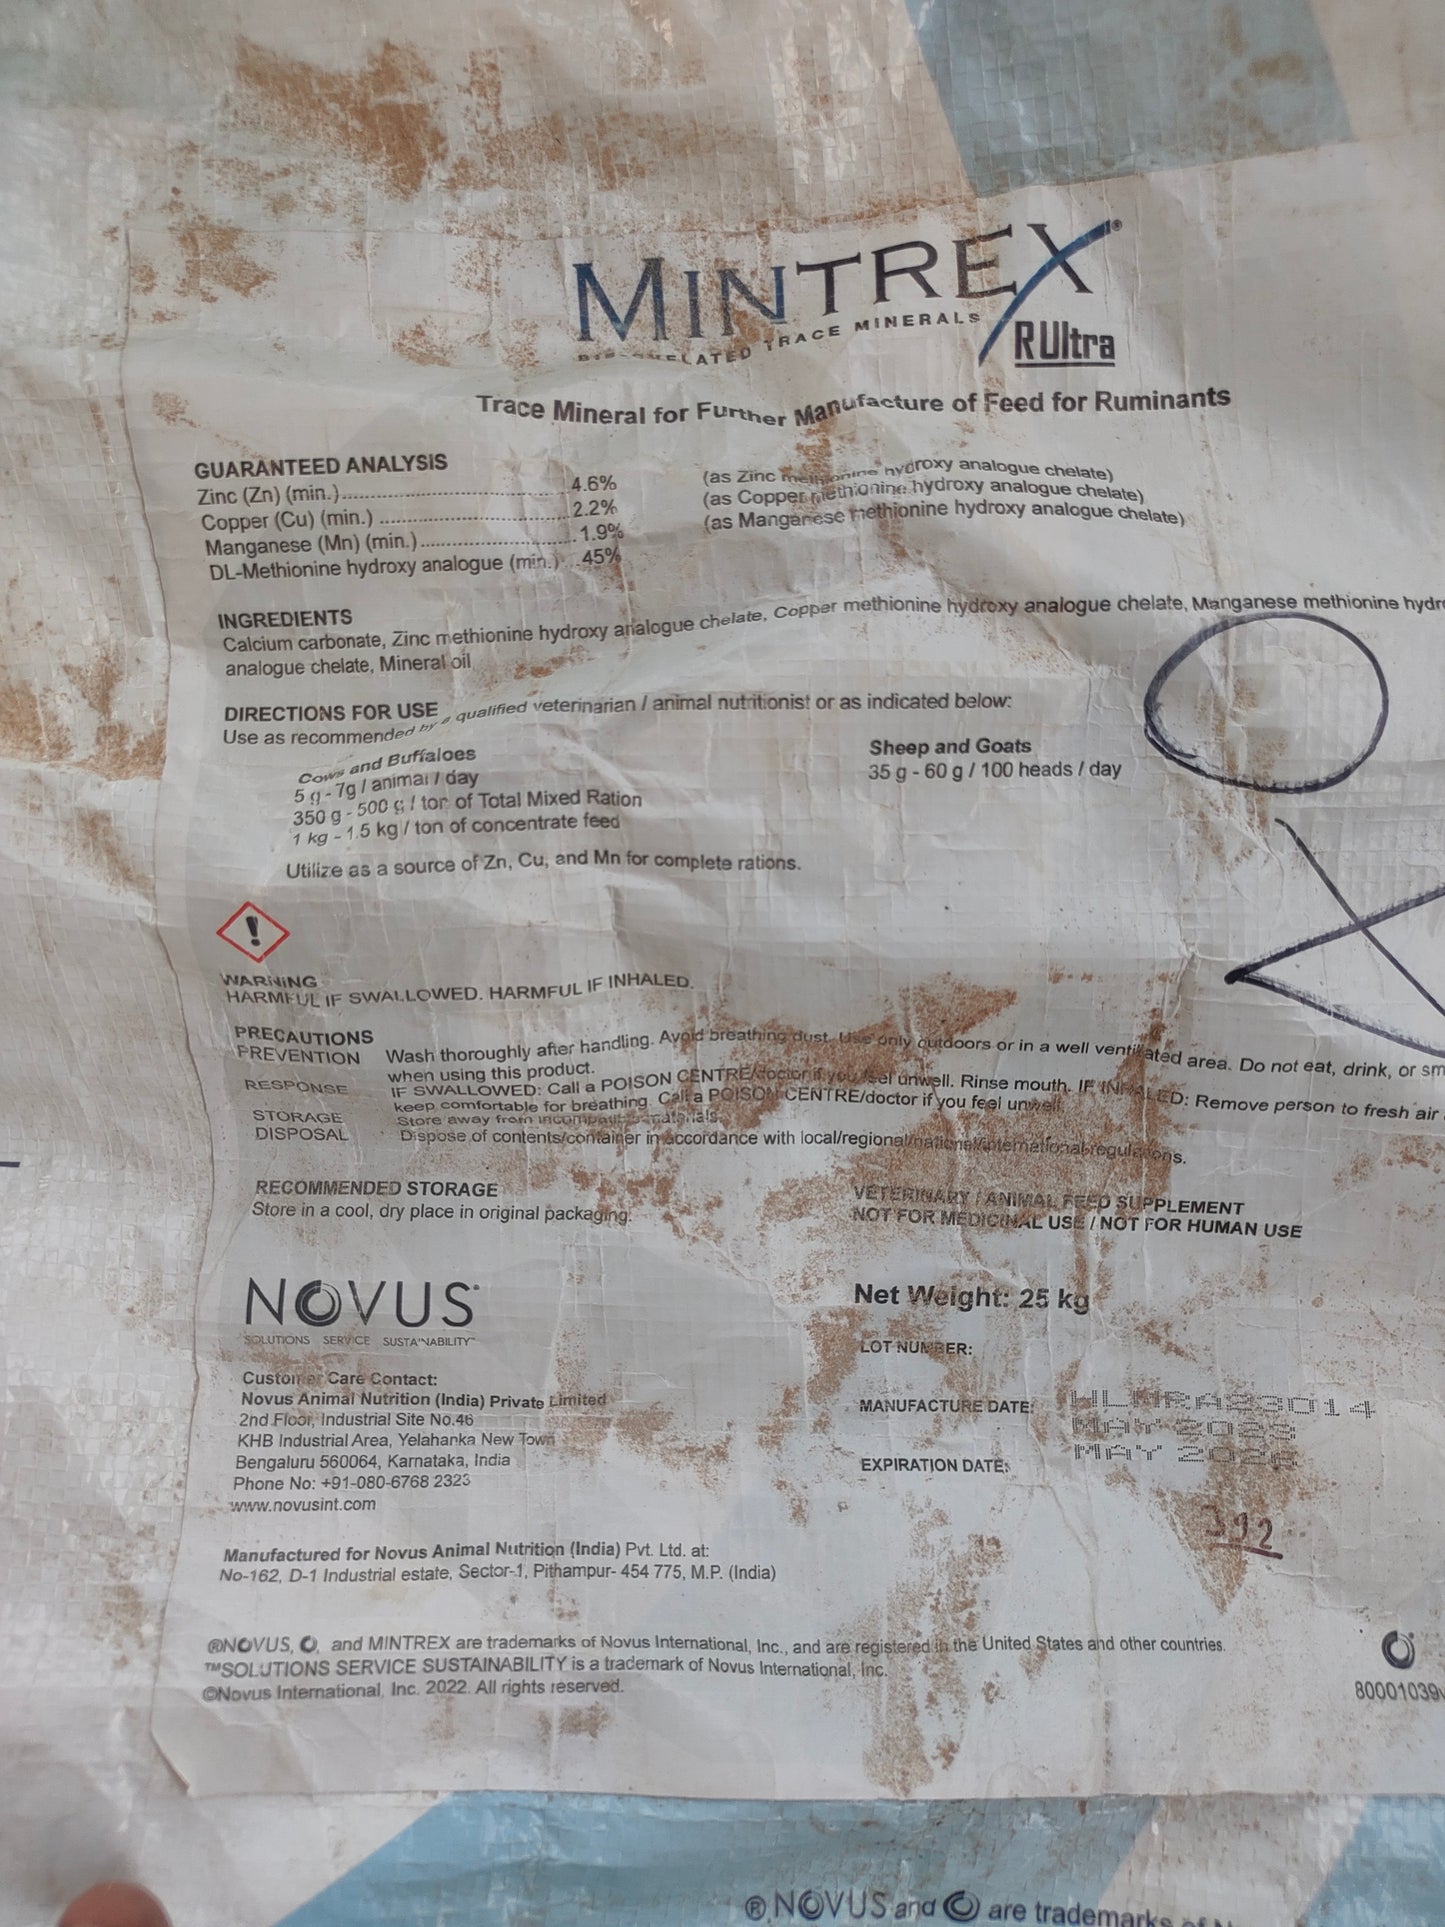 MINTREX®
BIS-CHELATED TRACE MINERALS
R Ultra
Trace Mineral for Further Manufacture of Feed for Ruminants
GUARANTEED ANALYSIS
Zinc (Zn) (min.)..............................4.6% (as Zinc methionine hydroxy analogue chelate)
Copper (Cu) (min.) .........................2.2% (as Copper methionine hydroxy analogue chelate)
Manganese (Mn) (min.).....................1.9% (as Manganese methionine hydroxy analogue chelate)
DL-Methionine hydroxy analogue (min.)...45%
INGREDIENTS
Calcium carbonate, Zinc methionine hydroxy analogue chelate, Copper methionine hydroxy analogue chelate, Manganese methionine hydr
analogue chelate, Mineral oil
DIRECTIONS FOR USE
Use as recommended by a qualified veterinarian / animal nutritionist or as indicated below:
Cows and Buffaloes
5 g - 7g / animal / day
350 g - 500 g / ton of Total Mixed Ration
1 kg - 1.5 kg / ton of concentrate feed
Sheep and Goats
35 g - 60 g / 100 heads / day
Utilize as a source of Zn, Cu, and Mn for complete rations.
!
WARNING
HARMFUL IF SWALLOWED. HARMFUL IF INHALED.
PRECAUTIONS
PREVENTION Wash thoroughly after handling. Avoid breathing dust. Use only outdoors or in a well ventilated area. Do not eat, drink, or sm
when using this product.
RESPONSE IF SWALLOWED: Call a POISON CENTRE/doctor if you feel unwell. Rinse mouth. IF INHALED: Remove person to fresh air
keep comfortable for breathing. Call a POISON CENTRE/doctor if you feel unwell.
STORAGE Store away from incompatible materials.
DISPOSAL Dispose of contents/container in accordance with local/regional/national/international regulations.
RECOMMENDED STORAGE
Store in a cool, dry place in original packaging.
VETERINARY / ANIMAL FEED SUPPLEMENT
NOT FOR MEDICINAL USE / NOT FOR HUMAN USE
NOVUS®
SOLUTIONS SERVICE SUSTAINABILITY™
Customer Care Contact:
Novus Animal Nutrition (India) Private Limited
2nd Floor, Industrial Site No.46
KHB Industrial Area, Yelahanka New Town
Bengaluru 560064, Karnataka, India
Phone No: +91-080-6768 2323
www.novusint.com
Net Weight: 25 kg
LOT NUMBER:
MANUFACTURE DATE:
EXPIRATION DATE:
MAY 2023
MAY 2026
392
Manufactured for Novus Animal Nutrition (India) Pvt. Ltd. at:
No-162, D-1 Industrial estate, Sector-1, Pithampur- 454 775, M.P. (India)
®NOVUS, , and MINTREX are trademarks of Novus International, Inc., and are registered in the United States and other countries.
™SOLUTIONS SERVICE SUSTAINABILITY is a trademark of Novus International, Inc.
©Novus International, Inc. 2022. All rights reserved.
80001039v
® NOVUS and are trademarks of